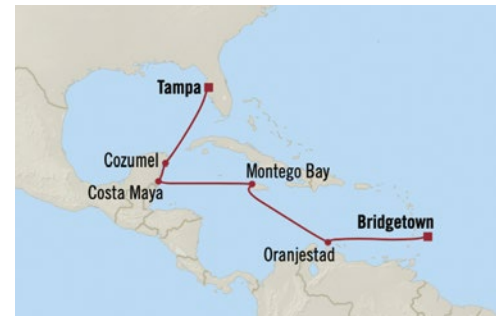 Tampa
Cozumel
Costa Maya
Montego Bay
Bridgetown
Oranjestad